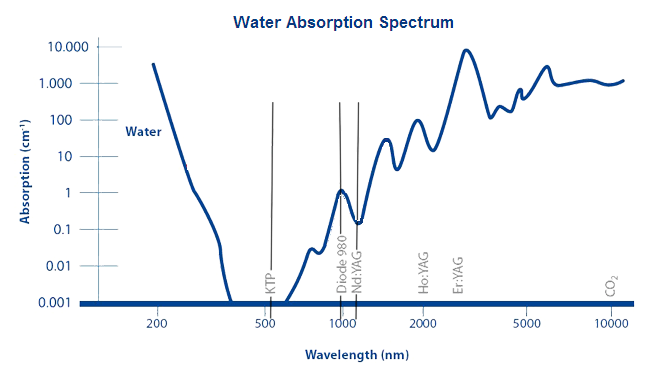 Water Absorption Spectrum
10.000
1.000
100
10
1
0.1
0.01
0.001
Absorption (cm⁻¹)
Water
KTP
Diode 980
Nd:YAG
Ho:YAG
Er:YAG
CO₂
200
500
1000
2000
5000
10000
Wavelength (nm)